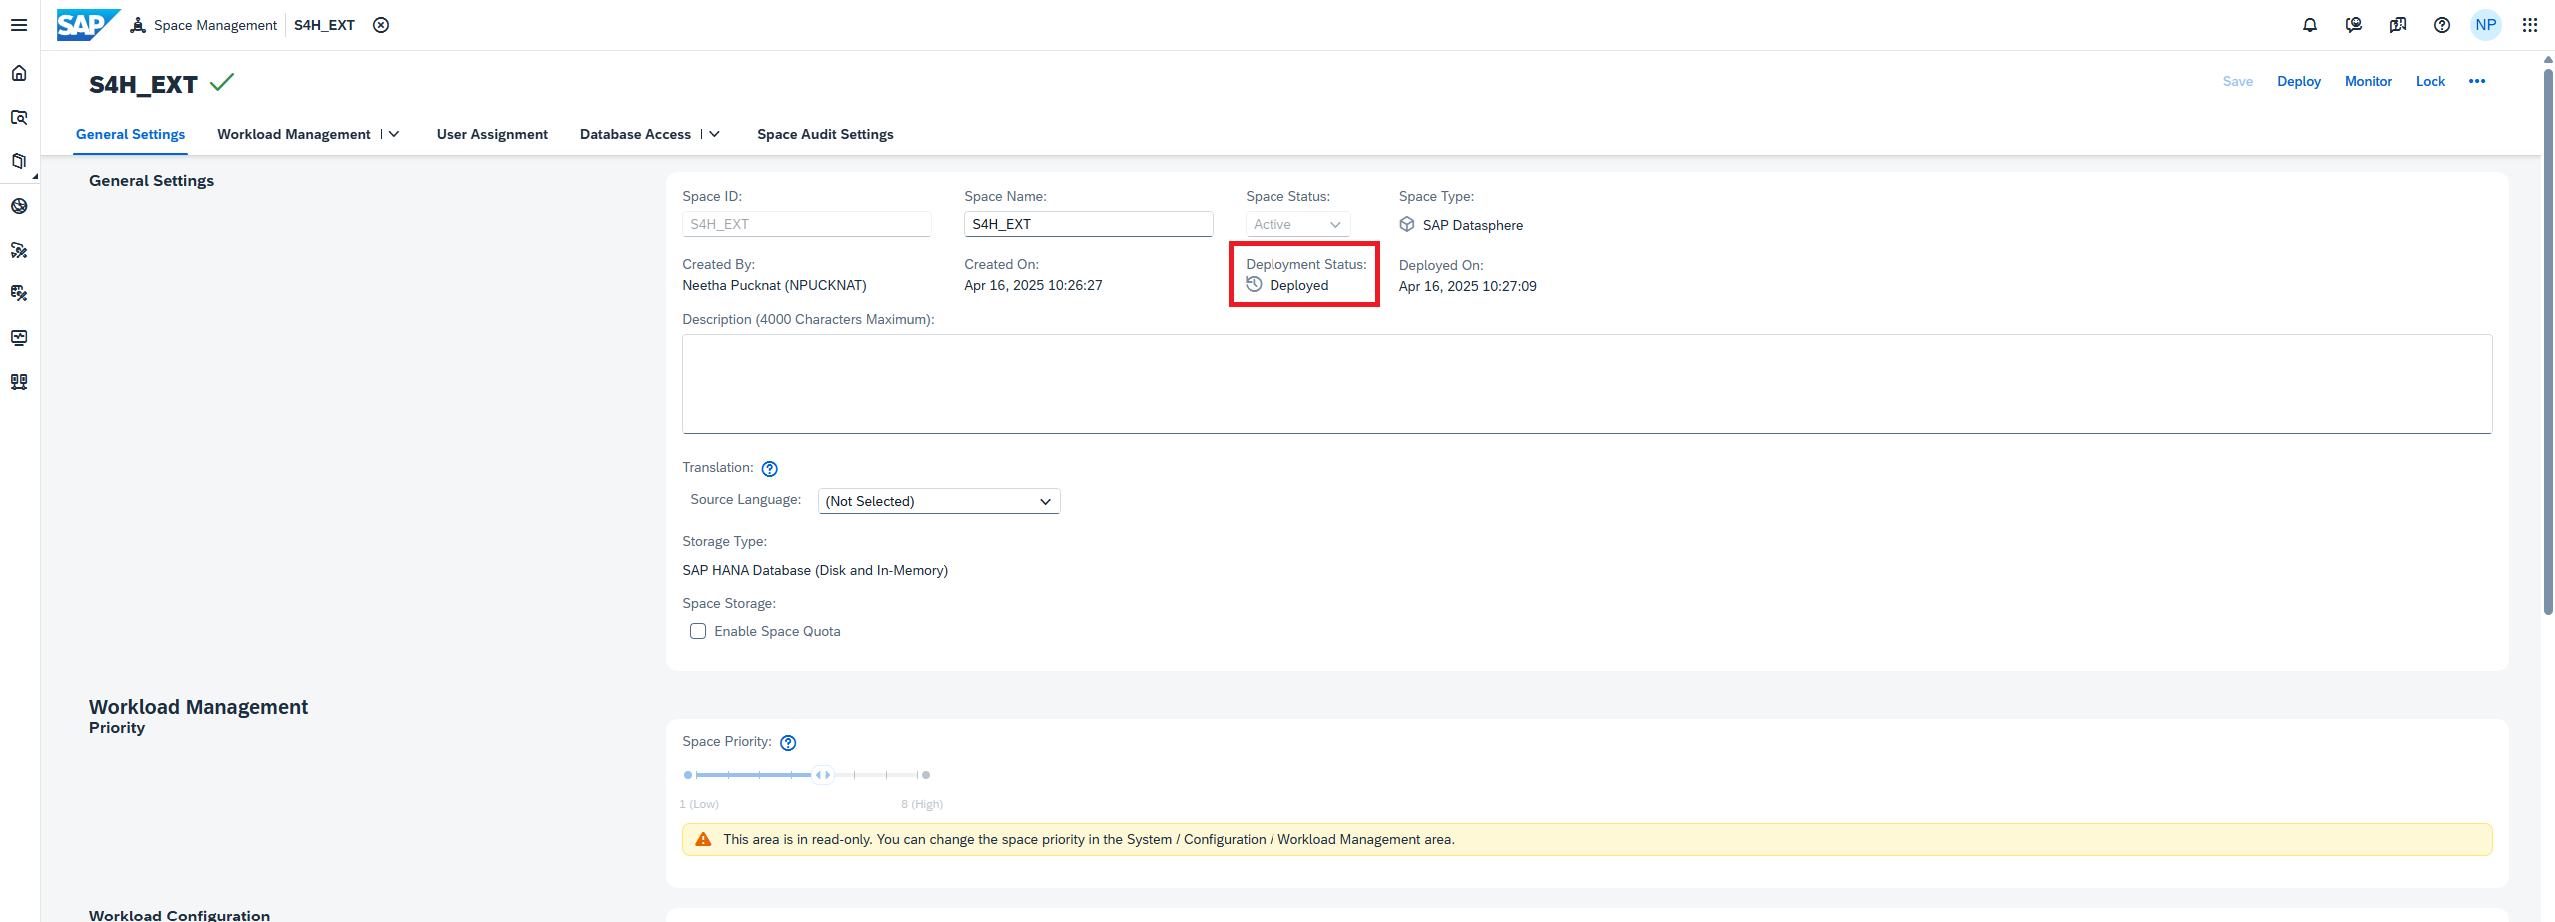 SAP Space Management S4H_EXT NP
S4H_EXT
Save Deploy Monitor Lock
General Settings Workload Management User Assignment Database Access Space Audit Settings
General Settings
Space ID: Space Name: Space Status: Space Type:
S4H_EXT S4H_EXT Active SAP Datasphere
Created By: Created On: Deployment Status: Deployed On:
Neetha Pucknat (NPUCKNAT) Apr 16, 2025 10:26:27 Deployed Apr 16, 2025 10:27:09
Description (4000 Characters Maximum):
Translation:
Source Language: (Not Selected)
Storage Type:
SAP HANA Database (Disk and In-Memory)
Space Storage:
Enable Space Quota
Workload Management
Priority
Space Priority:
1 (Low) 8 (High)
This area is in read-only. You can change the space priority in the System / Configuration / Workload Management area.
Workload Configuration